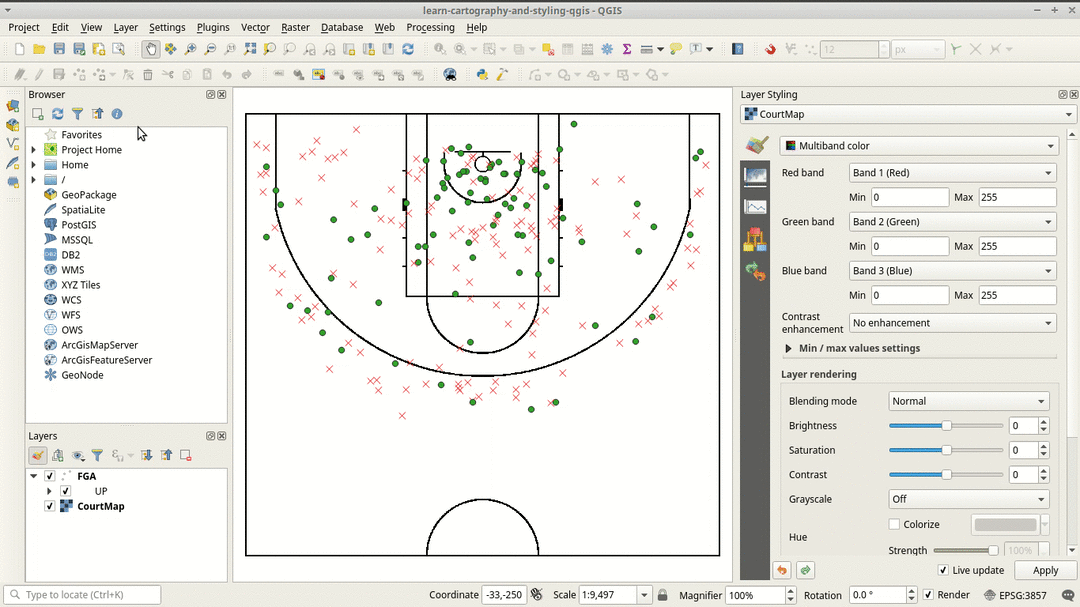 learn-cartography-and-styling-qgis - QGIS
Project Edit View Layer Settings Plugins Vector Raster Database Web Processing Help
12 px
Browser
Favorites
Project Home
Home
/
GeoPackage
SpatiaLite
PostGIS
MSSQL
DB2
WMS
XYZ Tiles
WCS
WFS
OWS
ArcGisMapServer
ArcGisFeatureServer
GeoNode
Layers
FGA
UP
CourtMap
Layer Styling
CourtMap
Multiband color
Red band Band 1 (Red)
Min 0 Max 255
Green band Band 2 (Green)
Min 0 Max 255
Blue band Band 3 (Blue)
Min 0 Max 255
Contrast
enhancement No enhancement
Min / max values settings
Layer rendering
Blending mode Normal
Brightness 0
Saturation 0
Contrast 0
Grayscale Off
Colorize
Hue
Strength 100%
Live update Apply
Type to locate (Ctrl+K) Coordinate -33,-250 Scale 1:9,497 Magnifier 100% Rotation 0.0 ° Render EPSG:3857